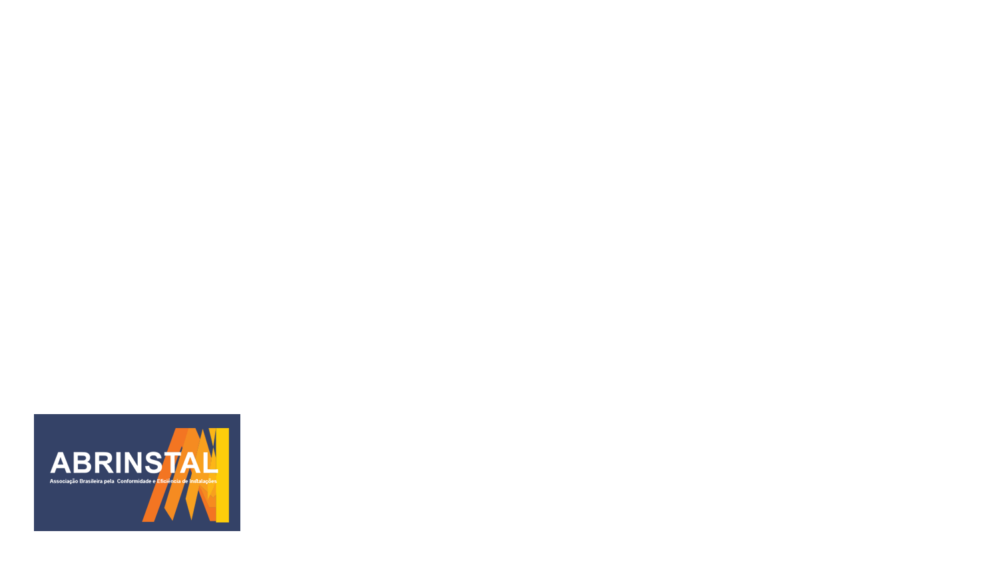 ABRINSTAL
Associação Brasileira pela Conformidade e Eficiência de Instalações